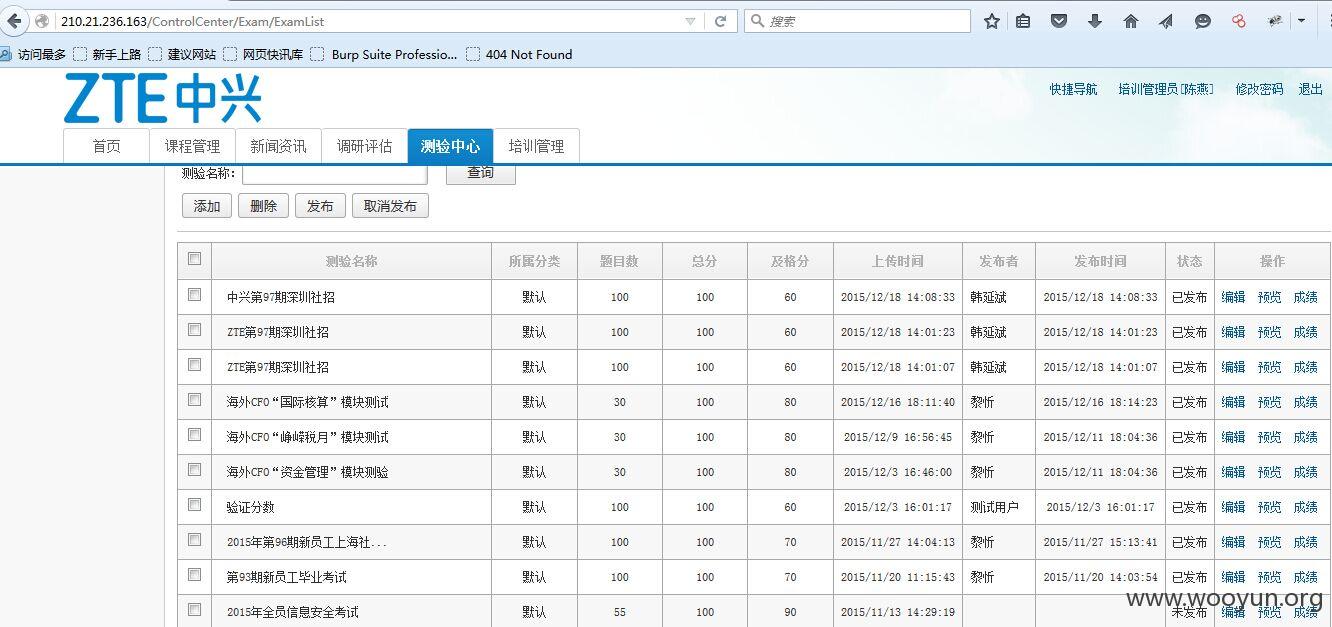 210.21.236.163/ControlCenter/Exam/ExamList 搜索
访问最多 新手上路 建议网站 网页快讯库 Burp Suite Professio... 404 Not Found
ZTE中兴
快捷导航 培训管理员[陈燕] 修改密码 退出
首页 课程管理 新闻资讯 调研评估 测验中心 培训管理
测验名称: 查询
添加 删除 发布 取消发布
测验名称 所属分类 题目数 总分 及格分 上传时间 发布者 发布时间 状态 操作
中兴第97期深圳社招 默认 100 100 60 2015/12/18 14:08:33 韩延斌 2015/12/18 14:08:33 已发布 编辑 预览 成绩
ZTE第97期深圳社招 默认 100 100 60 2015/12/18 14:01:23 韩延斌 2015/12/18 14:01:23 已发布 编辑 预览 成绩
ZTE第97期深圳社招 默认 100 100 60 2015/12/18 14:01:07 韩延斌 2015/12/18 14:01:07 已发布 编辑 预览 成绩
海外CFO“国际核算”模块测试 默认 30 100 80 2015/12/16 18:11:40 黎忻 2015/12/16 18:14:23 已发布 编辑 预览 成绩
海外CFO“峥嵘税月”模块测试 默认 30 100 80 2015/12/9 16:56:45 黎忻 2015/12/11 18:04:36 已发布 编辑 预览 成绩
海外CFO“资金管理”模块测验 默认 30 100 80 2015/12/3 16:46:00 黎忻 2015/12/11 18:04:36 已发布 编辑 预览 成绩
验证分数 默认 100 100 60 2015/12/3 16:01:17 测试用户 2015/12/3 16:01:17 已发布 编辑 预览 成绩
2015年第96期新员工上海社... 默认 100 100 70 2015/11/27 14:04:13 黎忻 2015/11/27 15:13:41 已发布 编辑 预览 成绩
第93期新员工毕业考试 默认 100 100 70 2015/11/20 11:15:43 黎忻 2015/11/20 14:03:54 已发布 编辑 预览 成绩
2015年全员信息安全考试 默认 55 100 90 2015/11/13 14:29:19 未发布 编辑 预览 成绩
www.wooyun.org